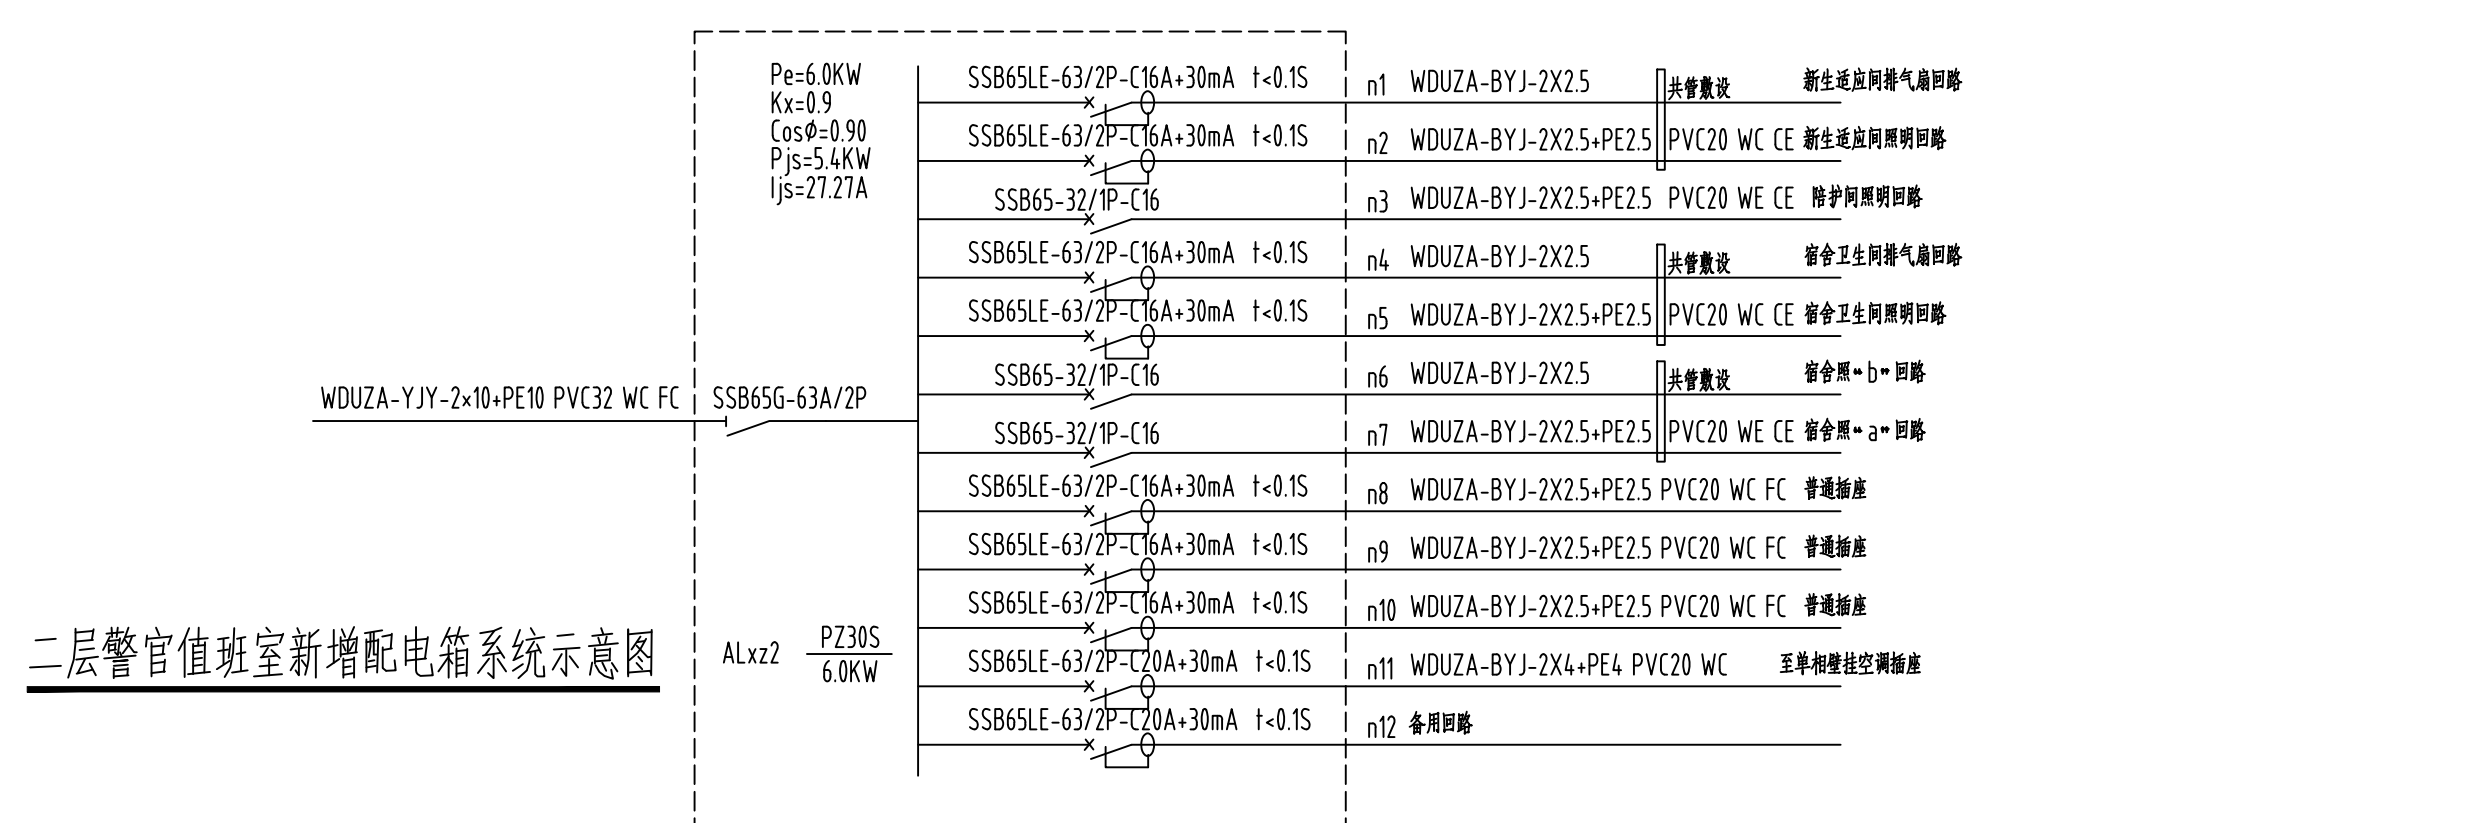 Pe=6.0KW
Kx=0.9
CosØ=0.90
Pjs=5.4KW
Ijs=27.27A
SSB65LE-63/2P-C16A+30mA t<0.1S n1 WDUZA-BYJ-2X2.5 共管敷设 新生适应间排气扇回路
SSB65LE-63/2P-C16A+30mA t<0.1S n2 WDUZA-BYJ-2X2.5+PE2.5 PVC20 WC CE 新生适应间照明回路
SSB65-32/1P-C16 n3 WDUZA-BYJ-2X2.5+PE2.5 PVC20 WE CE 陪护间照明回路
SSB65LE-63/2P-C16A+30mA t<0.1S n4 WDUZA-BYJ-2X2.5 共管敷设 宿舍卫生间排气扇回路
SSB65LE-63/2P-C16A+30mA t<0.1S n5 WDUZA-BYJ-2X2.5+PE2.5 PVC20 WC CE 宿舍卫生间照明回路
SSB65-32/1P-C16 n6 WDUZA-BYJ-2X2.5 共管敷设 宿舍照“b”回路
WDUZA-YJY-2×10+PE10 PVC32 WC FC SSB65G-63A/2P
SSB65-32/1P-C16 n7 WDUZA-BYJ-2X2.5+PE2.5 PVC20 WE CE 宿舍照“a”回路
SSB65LE-63/2P-C16A+30mA t<0.1S n8 WDUZA-BYJ-2X2.5+PE2.5 PVC20 WC FC 普通插座
SSB65LE-63/2P-C16A+30mA t<0.1S n9 WDUZA-BYJ-2X2.5+PE2.5 PVC20 WC FC 普通插座
SSB65LE-63/2P-C16A+30mA t<0.1S n10 WDUZA-BYJ-2X2.5+PE2.5 PVC20 WC FC 普通插座
二层警官值班室新增配电箱系统示意图
ALxz2 PZ30S
6.0KW
SSB65LE-63/2P-C20A+30mA t<0.1S n11 WDUZA-BYJ-2X4+PE4 PVC20 WC 至单相壁挂空调插座
SSB65LE-63/2P-C20A+30mA t<0.1S n12 备用回路